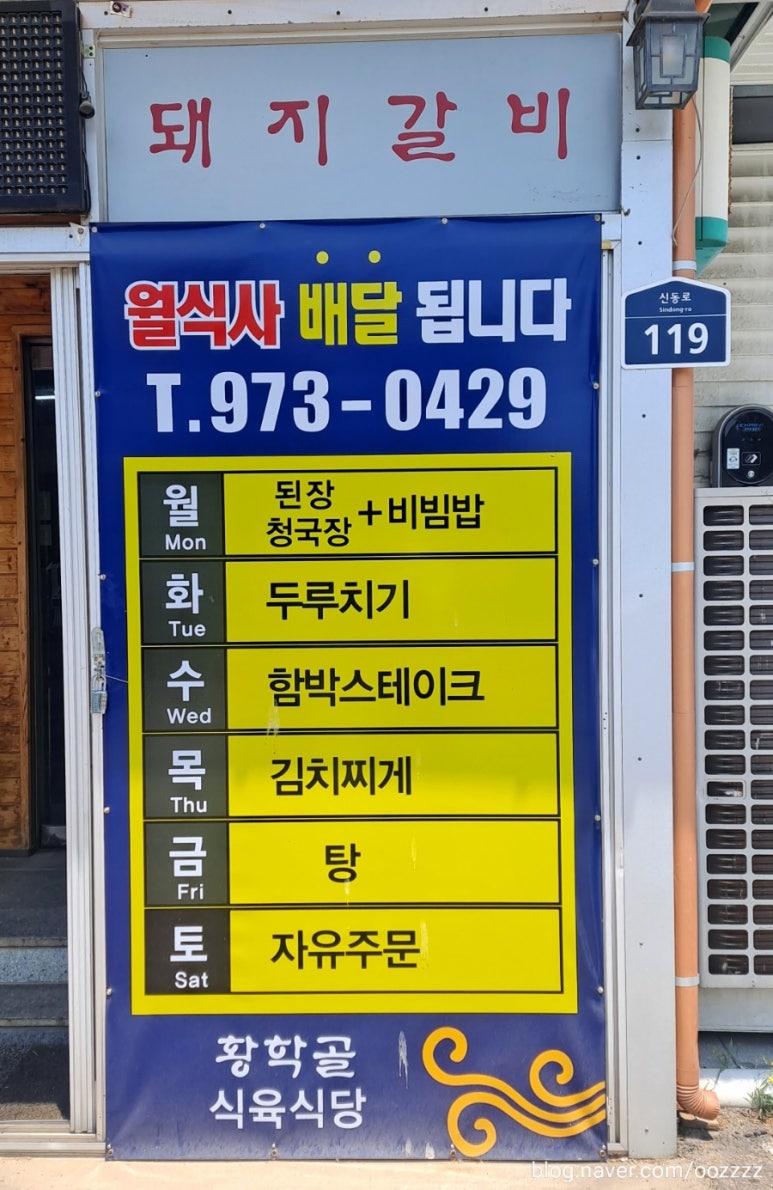 돼지갈비
월식사 배달 됩니다
T.973-0429
신동로
Sindong-ro
119
월
Mon
된장
청국장 + 비빔밥
화
Tue
두루치기
수
Wed
함박스테이크
목
Thu
김치찌게
금
Fri
탕
토
Sat
자유주문
황학골
식육식당
blog.naver.com/oozzzz